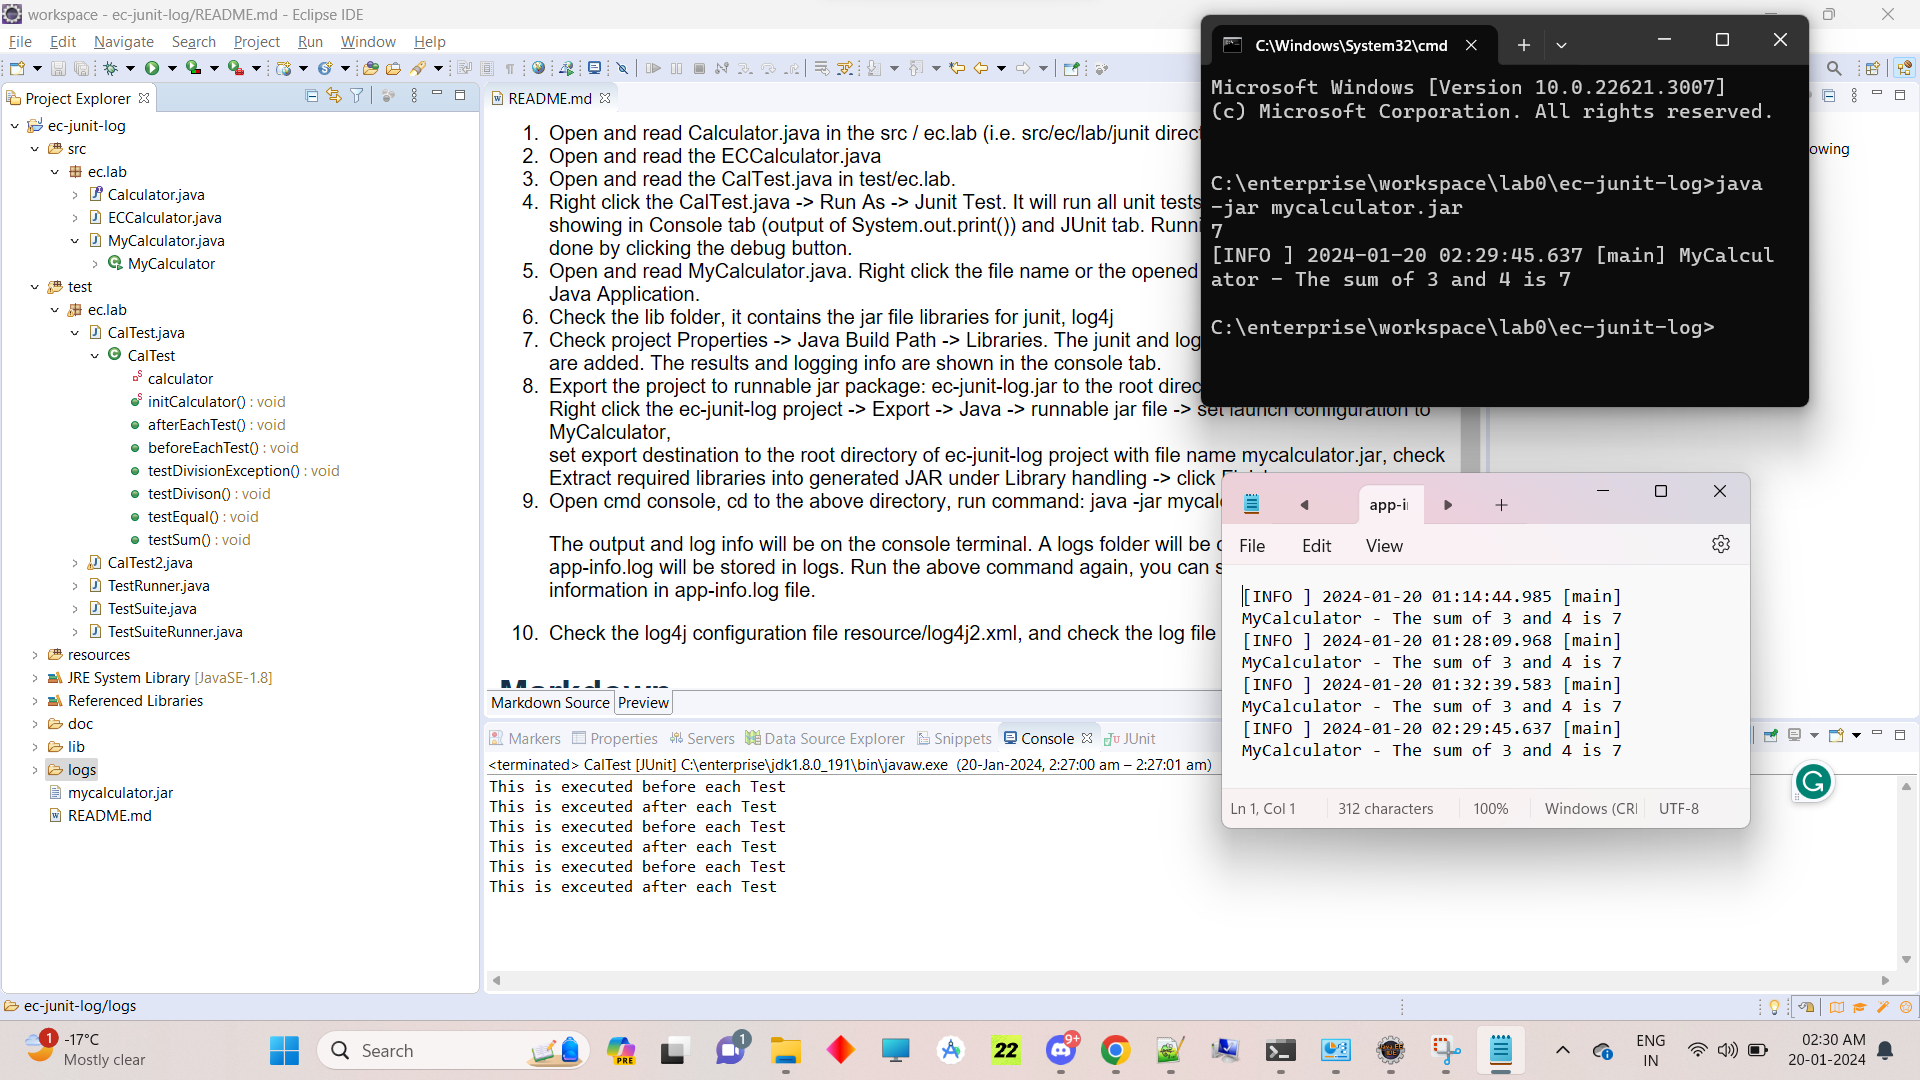 workspace - ec-junit-log/README.md - Eclipse IDE
File Edit Navigate Search Project Run Window Help
Project Explorer
ec-junit-log
src
ec.lab
Calculator.java
ECCalculator.java
MyCalculator.java
MyCalculator
test
ec.lab
CalTest.java
CalTest
calculator
initCalculator() : void
afterEachTest() : void
beforeEachTest() : void
testDivisionException() : void
testDivison() : void
testEqual() : void
testSum() : void
CalTest2.java
TestRunner.java
TestSuite.java
TestSuiteRunner.java
resources
JRE System Library [JavaSE-1.8]
Referenced Libraries
doc
lib
logs
mycalculator.jar
README.md
README.md
1. Open and read Calculator.java in the src / ec.lab (i.e. src/ec/lab/junit direct
2. Open and read the ECCalculator.java
3. Open and read the CalTest.java in test/ec.lab.
4. Right click the CalTest.java -> Run As -> Junit Test. It will run all unit tests
showing in Console tab (output of System.out.print()) and JUnit tab. Runni
done by clicking the debug button.
5. Open and read MyCalculator.java. Right click the file name or the opened
Java Application.
6. Check the lib folder, it contains the jar file libraries for junit, log4j
7. Check project Properties -> Java Build Path -> Libraries. The junit and log
are added. The results and logging info are shown in the console tab.
8. Export the project to runnable jar package: ec-junit-log.jar to the root direc
Right click the ec-junit-log project -> Export -> Java -> runnable jar file -> set launch configuration to
MyCalculator,
set export destination to the root directory of ec-junit-log project with file name mycalculator.jar, check
Extract required libraries into generated JAR under Library handling -> click
9. Open cmd console, cd to the above directory, run command: java -jar mycal
The output and log info will be on the console terminal. A logs folder will be
app-info.log will be stored in logs. Run the above command again, you can s
information in app-info.log file.
10. Check the log4j configuration file resource/log4j2.xml, and check the log file
Markdown
Markdown Source Preview
owing
C:\Windows\System32\cmd
Microsoft Windows [Version 10.0.22621.3007]
(c) Microsoft Corporation. All rights reserved.
C:\enterprise\workspace\lab0\ec-junit-log>java
-jar mycalculator.jar
7
[INFO ] 2024-01-20 02:29:45.637 [main] MyCalcul
ator - The sum of 3 and 4 is 7
C:\enterprise\workspace\lab0\ec-junit-log>
app-i
File Edit View
[INFO ] 2024-01-20 01:14:44.985 [main]
MyCalculator - The sum of 3 and 4 is 7
[INFO ] 2024-01-20 01:28:09.968 [main]
MyCalculator - The sum of 3 and 4 is 7
[INFO ] 2024-01-20 01:32:39.583 [main]
MyCalculator - The sum of 3 and 4 is 7
[INFO ] 2024-01-20 02:29:45.637 [main]
MyCalculator - The sum of 3 and 4 is 7
Ln 1, Col 1 312 characters 100% Windows (CRI UTF-8
Markers Properties Servers Data Source Explorer Snippets Console JUnit
<terminated> CalTest [JUnit] C:\enterprise\jdk1.8.0_191\bin\javaw.exe (20-Jan-2024, 2:27:00 am – 2:27:01 am)
This is executed before each Test
This is exceuted after each Test
This is executed before each Test
This is exceuted after each Test
This is executed before each Test
This is exceuted after each Test
ec-junit-log/logs
1
-17°C
Mostly clear
Search
PRE
1
22
9+
ENG
IN
02:30 AM
20-01-2024